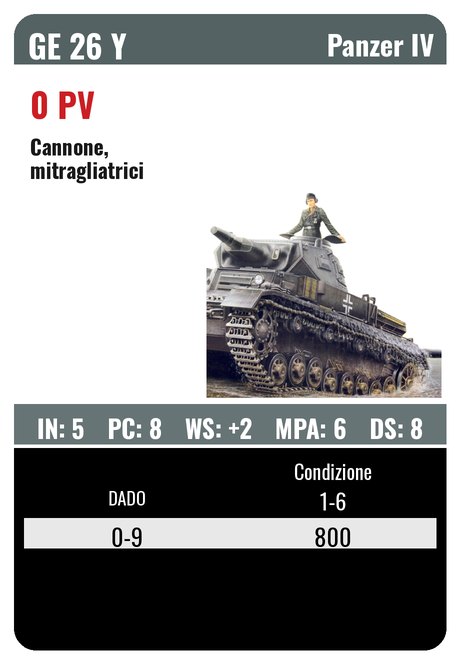 GE 26 Y Panzer IV
0 PV
Cannone,
mitragliatrici
IN: 5 PC: 8 WS: +2 MPA: 6 DS: 8
Condizione
DADO 1-6
0-9 800